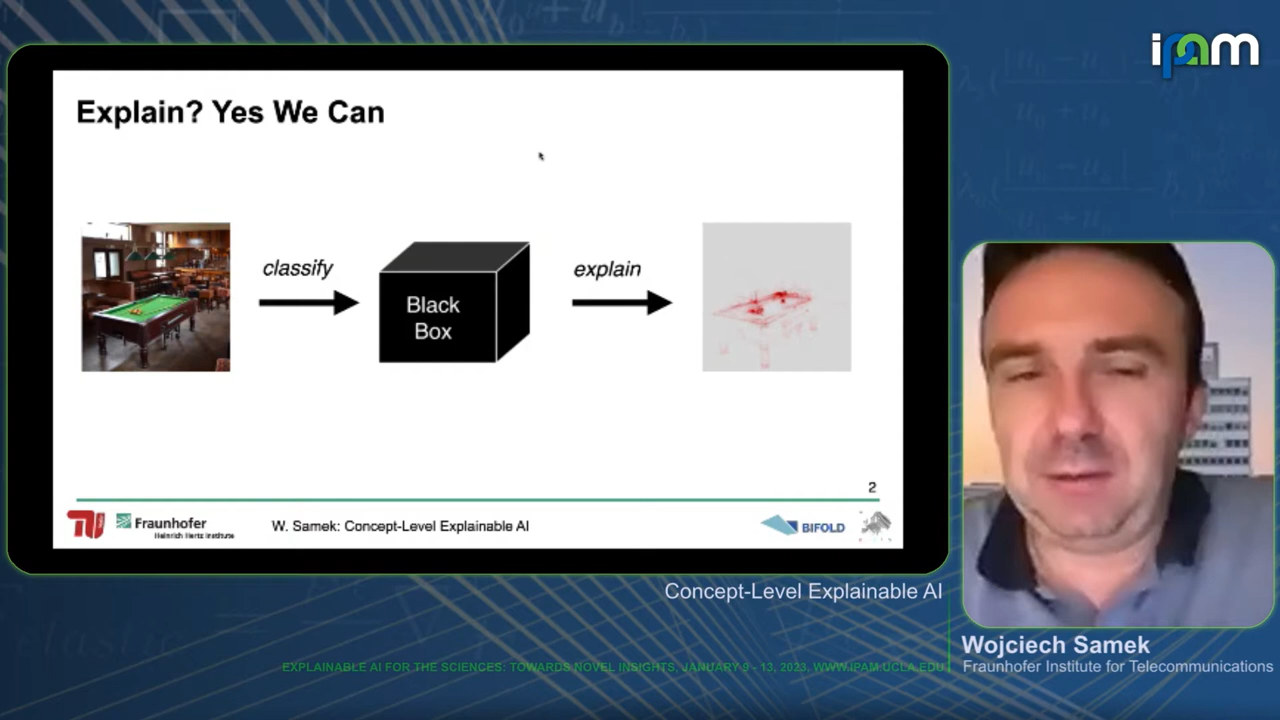 ipam
Explain? Yes We Can
classify
Black
Box
explain
2
Fraunhofer
Heinrich Hertz Institute
W. Samek: Concept-Level Explainable AI
BIFOLD
Concept-Level Explainable AI
Wojciech Samek
Fraunhofer Institute for Telecommunications
EXPLAINABLE AI FOR THE SCIENCES: TOWARDS NOVEL INSIGHTS, JANUARY 9 - 13, 2023, WWW.IPAM.UCLA.EDU